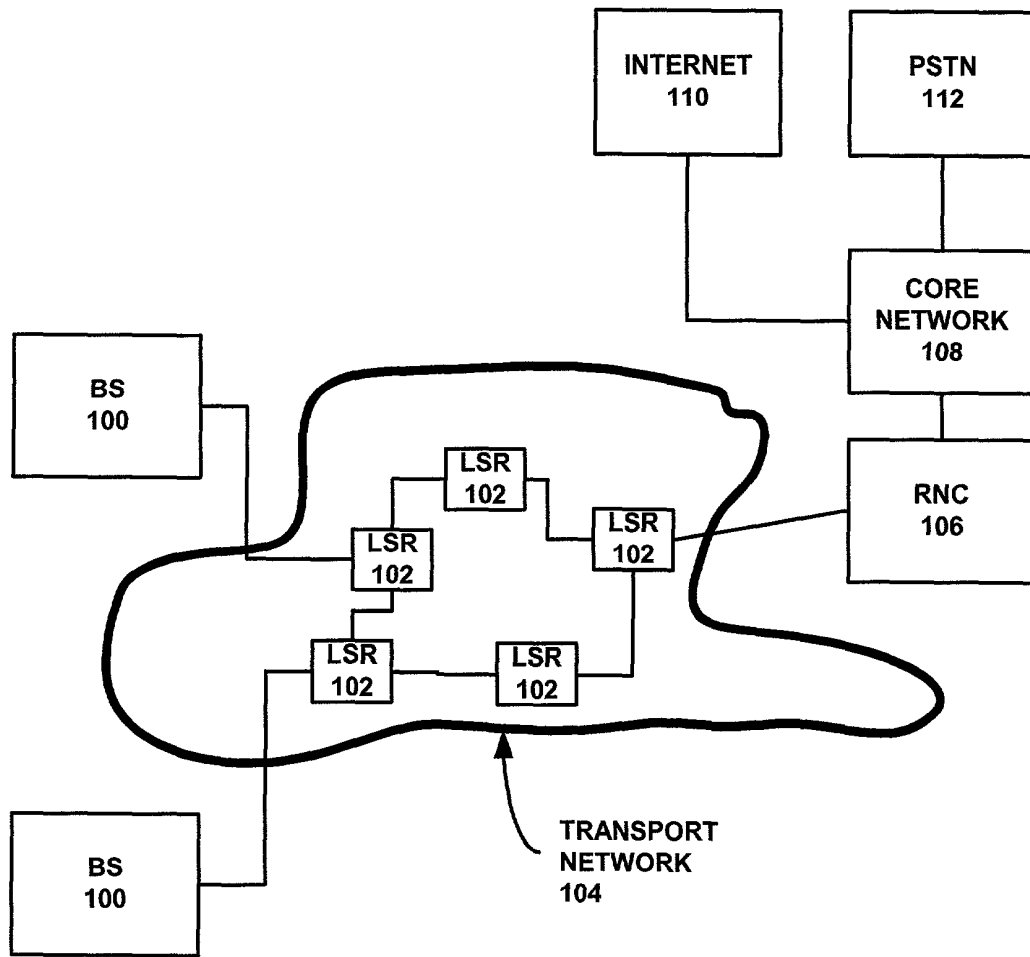 INTERNET
110
PSTN
112
CORE
NETWORK
108
BS
100
LSR
102
LSR
102
RNC
106
LSR
102
LSR
102
LSR
102
TRANSPORT
NETWORK
104
BS
100